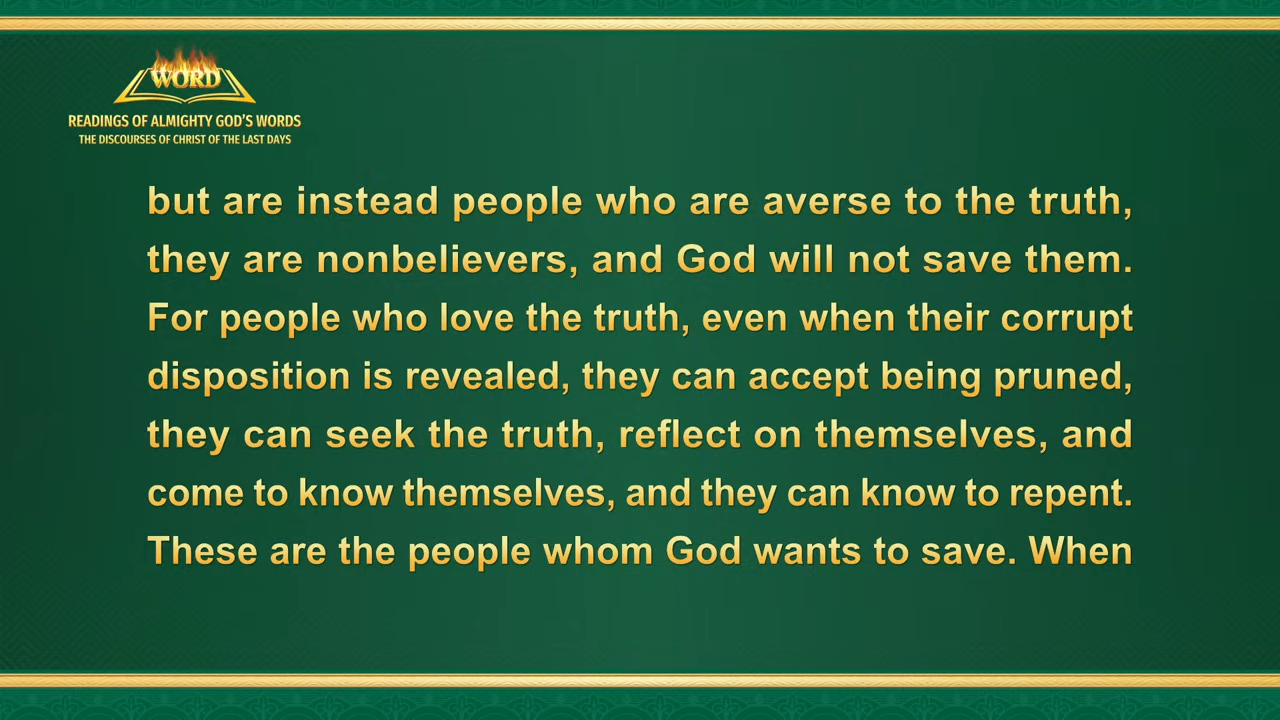 WORD
READINGS OF ALMIGHTY GOD'S WORDS
THE DISCOURSES OF CHRIST OF THE LAST DAYS
but are instead people who are averse to the truth,
they are nonbelievers, and God will not save them.
For people who love the truth, even when their corrupt
disposition is revealed, they can accept being pruned,
they can seek the truth, reflect on themselves, and
come to know themselves, and they can know to repent.
These are the people whom God wants to save. When